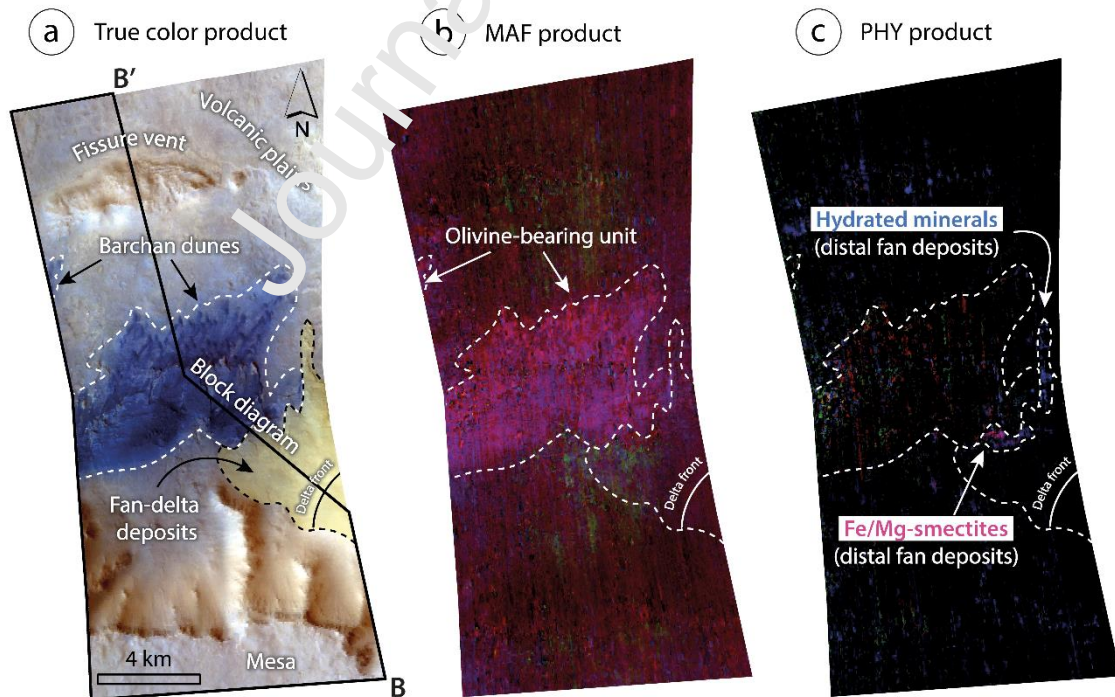 a True color product
b MAF product
c PHY product
Journa
B'
N
Volcanic plains
Fissure vent
Barchan dunes
Block diagram
Delta front
Fan-delta
deposits
4 km
Mesa
B
Olivine-bearing unit
Delta front
Hydrated minerals
(distal fan deposits)
Delta front
Fe/Mg-smectites
(distal fan deposits)